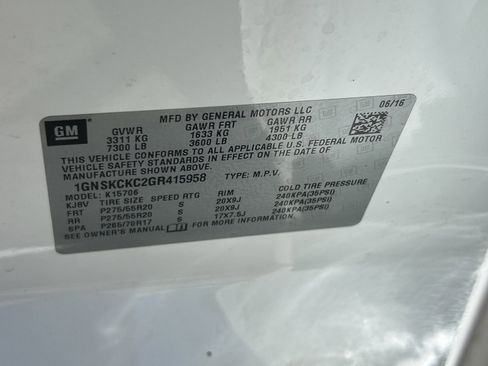 GM
MFD BY GENERAL MOTORS LLC
06/16
GVWR GAWR FRT GAWR RR
3311 KG 1633 KG 1951 KG
7300 LB 3600 LB 4300 LB
THIS VEHICLE CONFORMS TO ALL APPLICABLE U.S. FEDERAL MOTOR
VEHICLE SAFETY STANDARDS IN EFFECT ON THE DATE OF
MANUFACTURE SHOWN ABOVE.
1GNSKCKC2GR415958 TYPE: M.P.V.
MODEL: K15706
KJBV TIRE SIZE SPEED RTG RIM COLD TIRE PRESSURE
FRT P275/55R20 S 20X9J 240KPA(35PSI)
RR P275/55R20 S 20X9J 240KPA(35PSI)
SPA P265/70R17 S 17X7.5J 240KPA(35PSI)
SEE OWNER'S MANUAL FOR MORE INFORMATION.